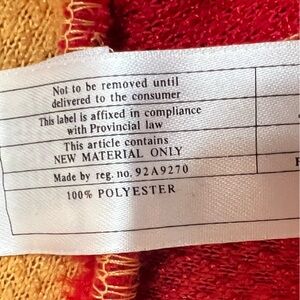 Not to be removed until
delivered to the consumer
This label is affixed in compliance
with Provincial law
This article contains
NEW MATERIAL ONLY
Made by reg. no. 92A9270
100% POLYESTER